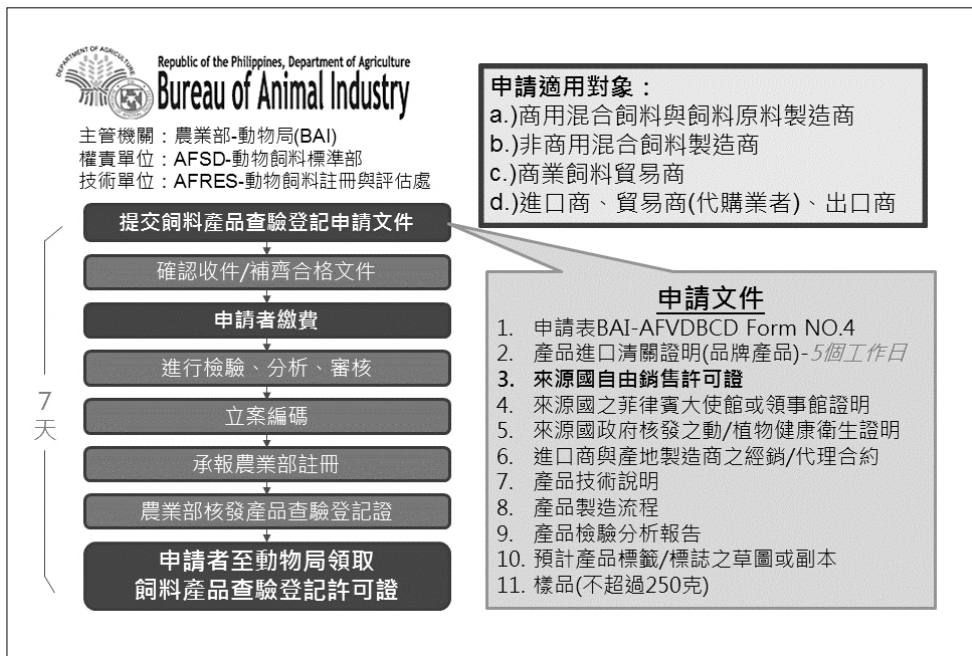 DEPARTMENT OF AGRICULTURE
Republic of the Philippines, Department of Agriculture
Bureau of Animal Industry
主管機關：農業部-動物局(BAI)
權責單位：AFSD-動物飼料標準部
技術單位：AFRES-動物飼料註冊與評估處
申請適用對象：
a.)商用混合飼料與飼料原料製造商
b.)非商用混合飼料製造商
c.)商業飼料貿易商
d.)進口商、貿易商(代購業者)、出口商
7天
提交飼料產品查驗登記申請文件
確認收件/補齊合格文件
申請者繳費
進行檢驗、分析、審核
立案編碼
承報農業部註冊
農業部核發產品查驗登記證
申請者至動物局領取
飼料產品查驗登記許可證
申請文件
1. 申請表BAI-AFVDBCD Form NO.4
2. 產品進口清關證明(品牌產品)-5個工作日
3. 來源國自由銷售許可證
4. 來源國之菲律賓大使館或領事館證明
5. 來源國政府核發之動/植物健康衛生證明
6. 進口商與產地製造商之經銷/代理合約
7. 產品技術說明
8. 產品製造流程
9. 產品檢驗分析報告
10. 預計產品標籤/標誌之草圖或副本
11. 樣品(不超過250克)